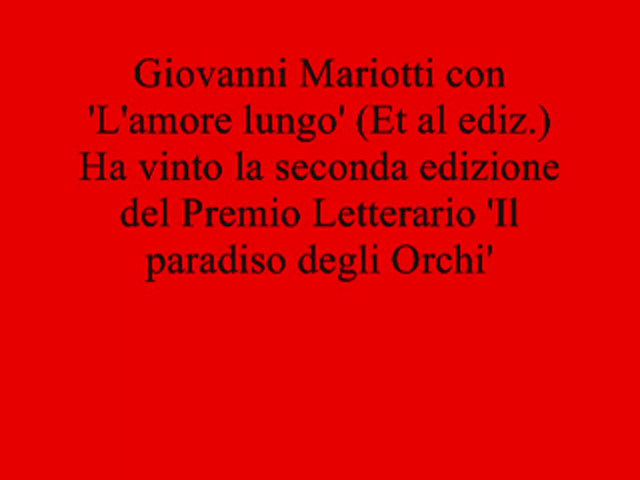 Giovanni Mariotti con
'L'amore lungo' (Et al ediz.)
Ha vinto la seconda edizione
del Premio Letterario 'Il
paradiso degli Orchi'